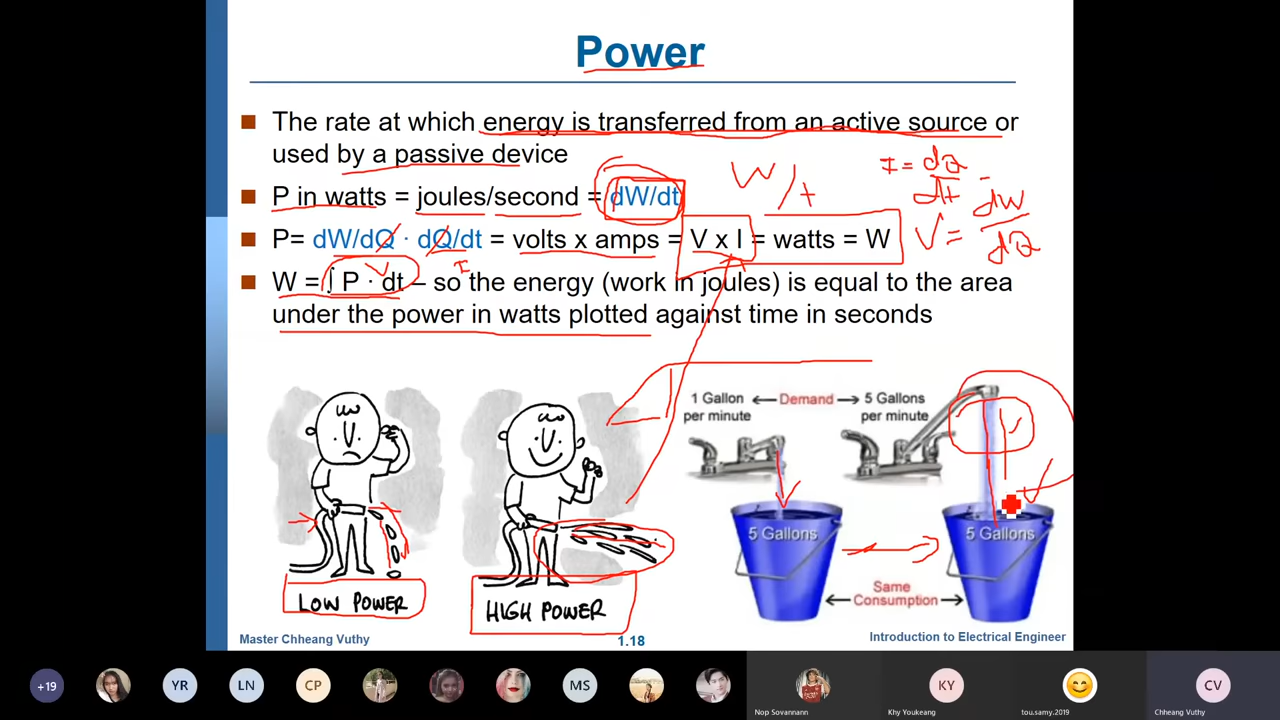 Power
The rate at which energy is transferred from an active source or
used by a passive device
P in watts = joules/second = dW/dt
W/t
I = dQ/dt
P= dW/dQ · dQ/dt = volts x amps = V x I = watts = W
V = dW/dQ
V
I
W = ∫ P · dt – so the energy (work in joules) is equal to the area
under the power in watts plotted against time in seconds
1 Gallon
per minute
Demand
5 Gallons
per minute
5 Gallons
5 Gallons
Same
Consumption
LOW POWER
HIGH POWER
Master Chheang Vuthy
1.18
Introduction to Electrical Engineer
+19
YR
LN
CP
MS
KY
CV
Nop Sovannann
Khy Youkeang
tou.samy.2019
Chheang Vuthy